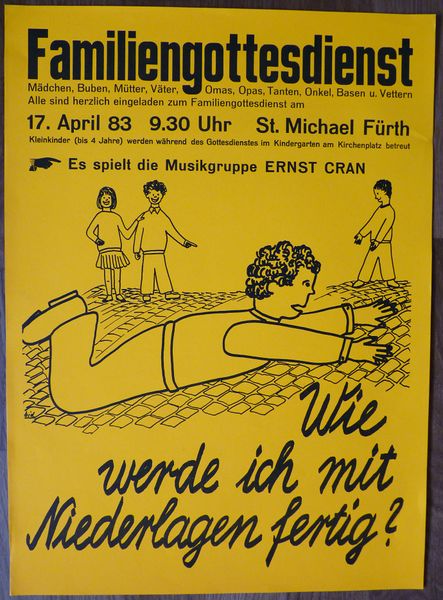 Familiengottesdienst
Mädchen, Buben, Mütter, Väter, Omas, Opas, Tanten, Onkel, Basen u. Vettern
Alle sind herzlich eingeladen zum Familiengottesdienst am
17. April 83 9.30 Uhr St. Michael Fürth
Kleinkinder (bis 4 Jahre) werden während des Gottesdienstes im Kindergarten am Kirchenplatz betreut
Es spielt die Musikgruppe ERNST CRAN
Wie
werde ich mit
Niederlagen fertig?